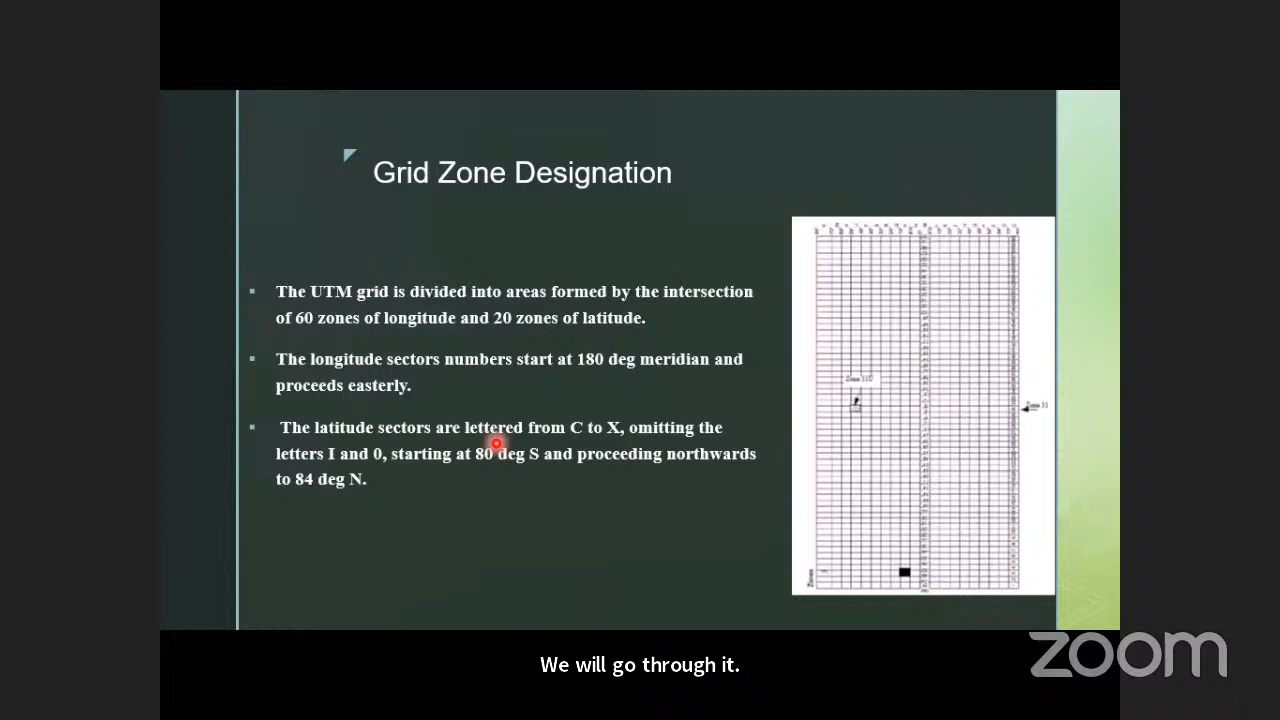 Grid Zone Designation
▪ The UTM grid is divided into areas formed by the intersection
of 60 zones of longitude and 20 zones of latitude.
▪ The longitude sectors numbers start at 180 deg meridian and
proceeds easterly.
▪ The latitude sectors are lettered from C to X, omitting the
letters I and 0, starting at 80 deg S and proceeding northwards
to 84 deg N.
Zone 31
We will go through it.
zoom